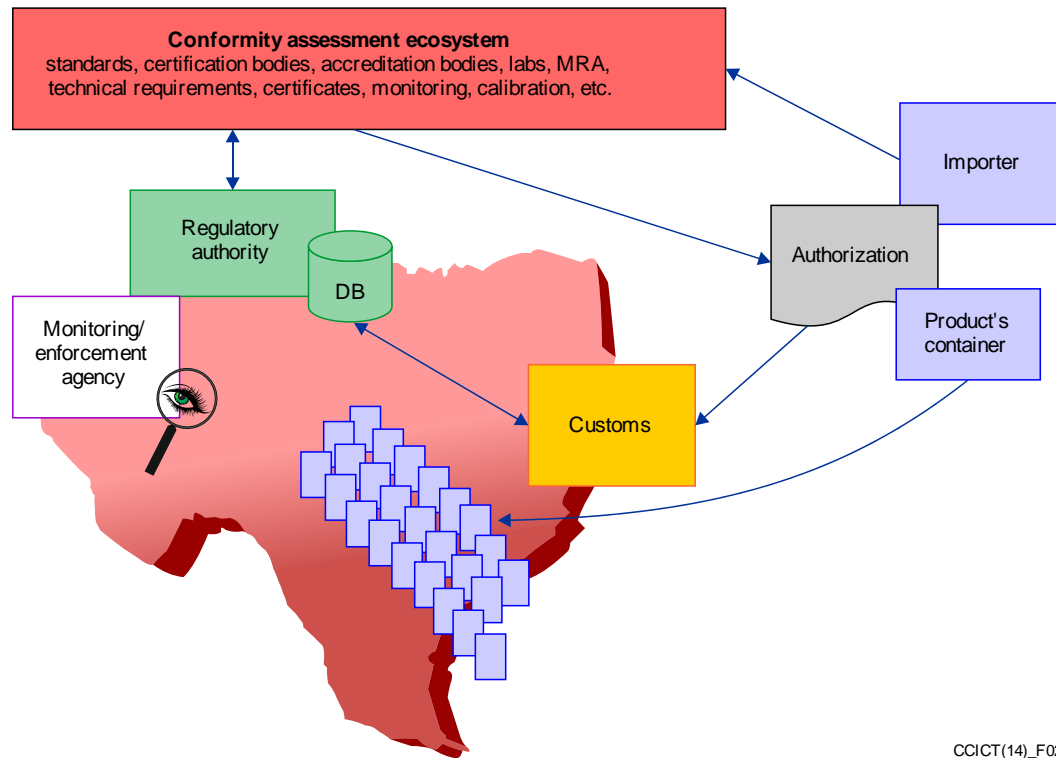 Conformity assessment ecosystem
standards, certification bodies, accreditation bodies, labs, MRA,
technical requirements, certificates, monitoring, calibration, etc.
Importer
Regulatory
authority
Authorization
DB
Monitoring/
enforcement
agency
Product's
container
Customs
CCICT(14)_F02